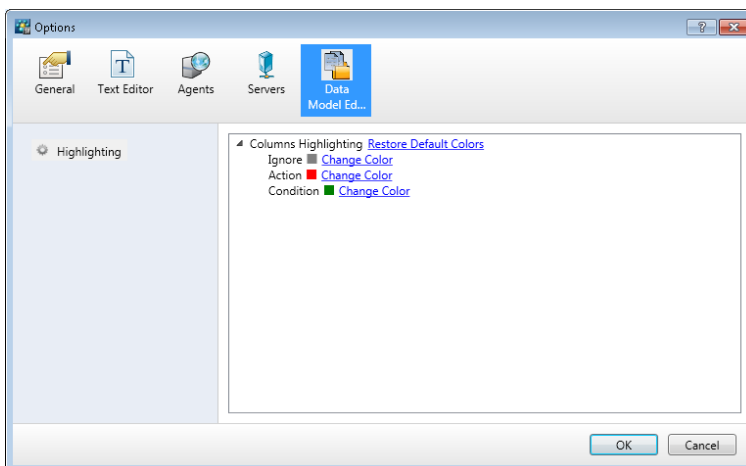 Options
?
General
Text Editor
Agents
Servers
Data
Model Ed...
Highlighting
Columns Highlighting Restore Default Colors
Ignore Change Color
Action Change Color
Condition Change Color
OK Cancel